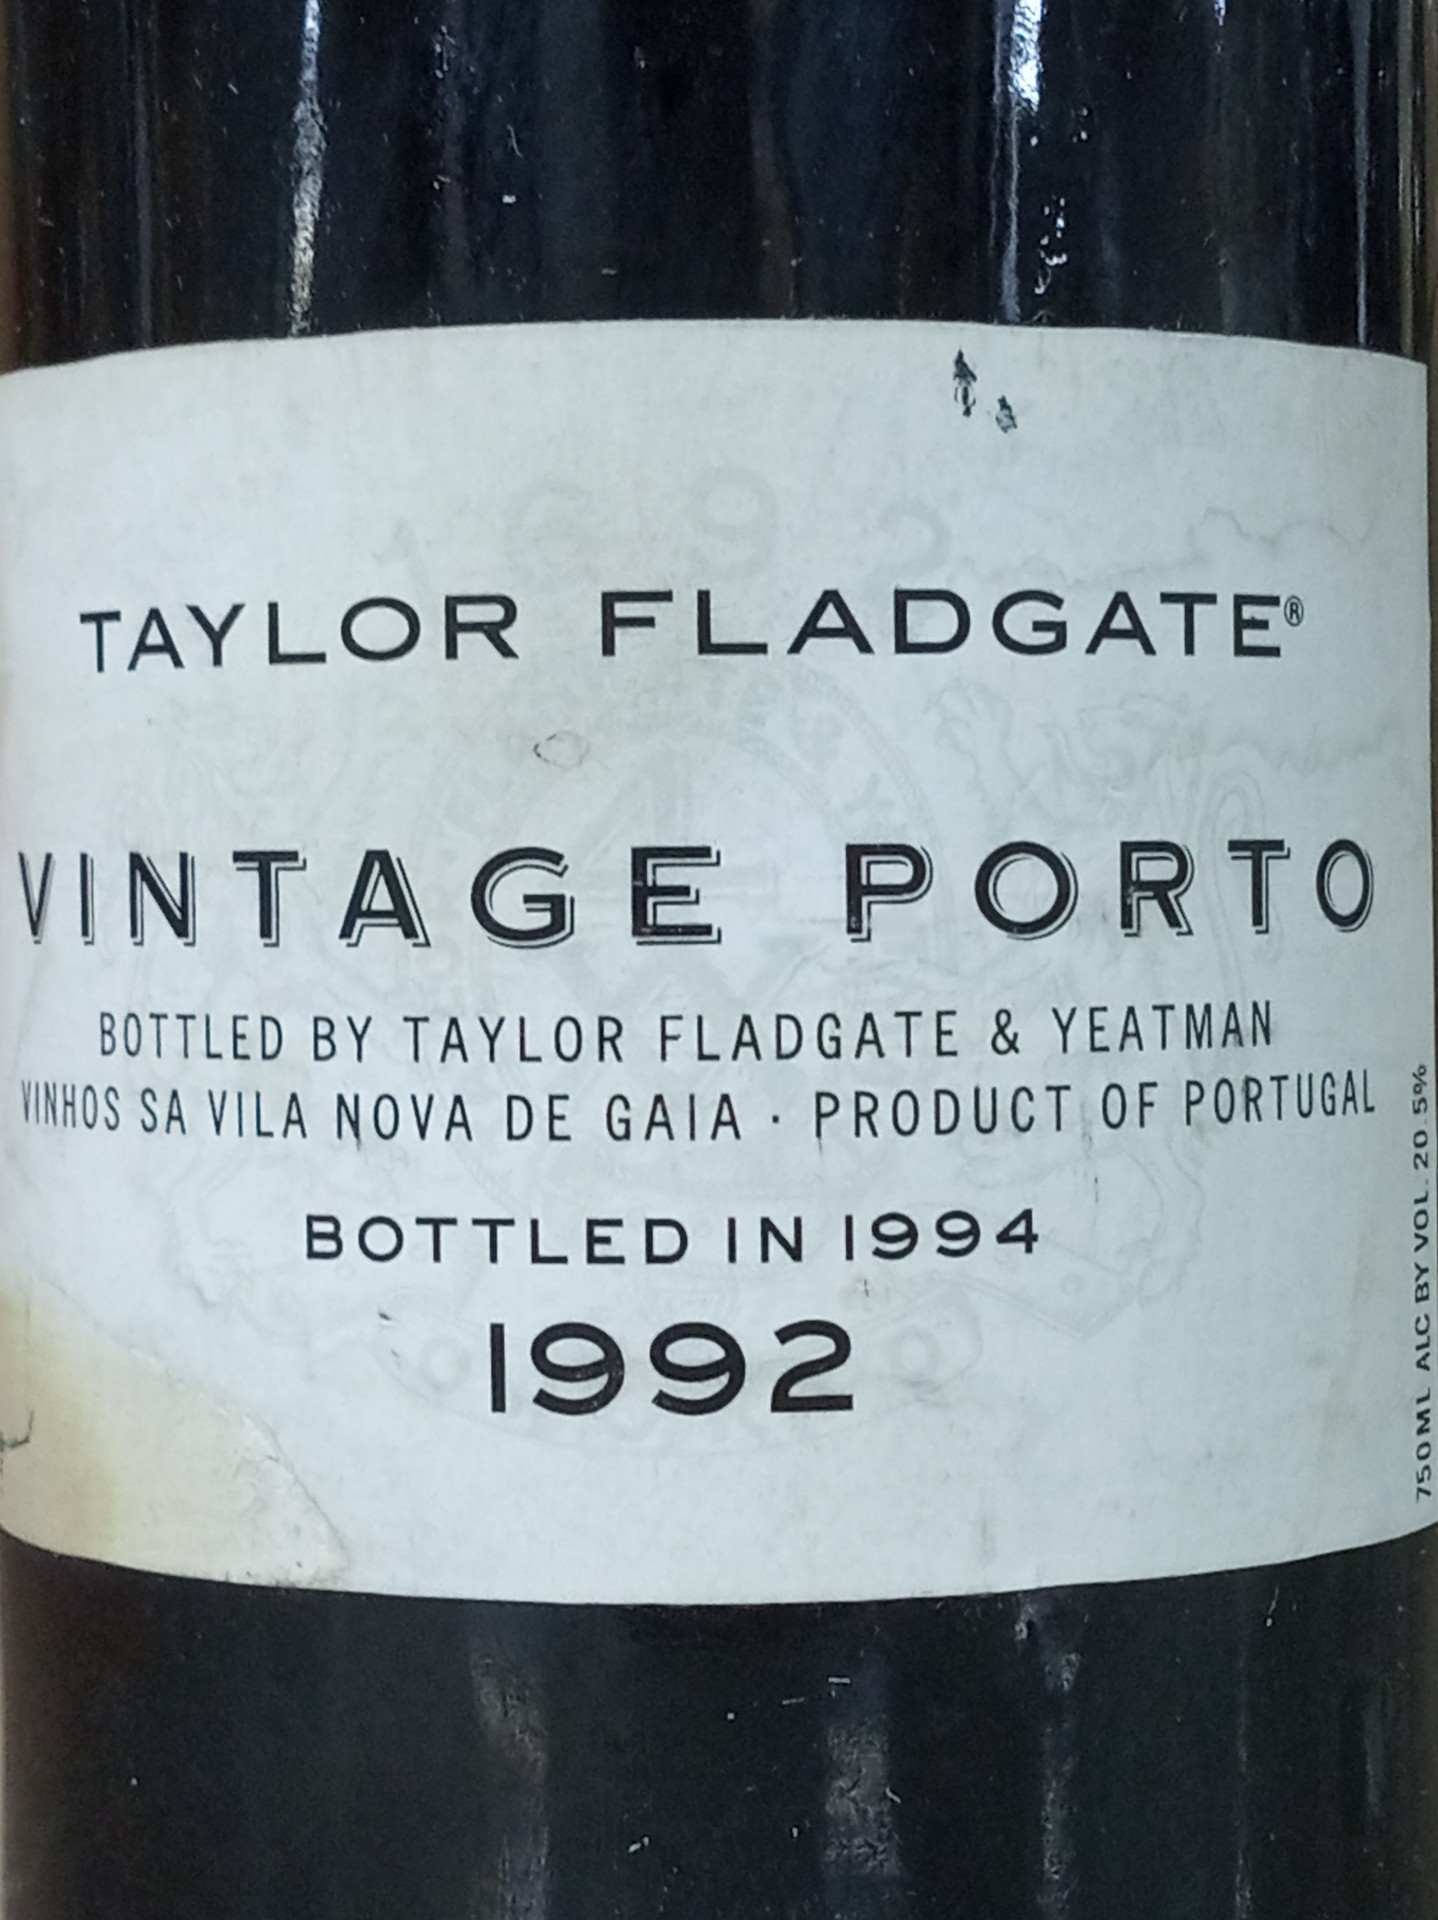 TAYLOR FLADGATE®
VINTAGE PORTO
BOTTLED BY TAYLOR FLADGATE & YEATMAN
VINHOS SA VILA NOVA DE GAIA · PRODUCT OF PORTUGAL
BOTTLED IN 1994
1992
750ML ALC BY VOL. 20.5%